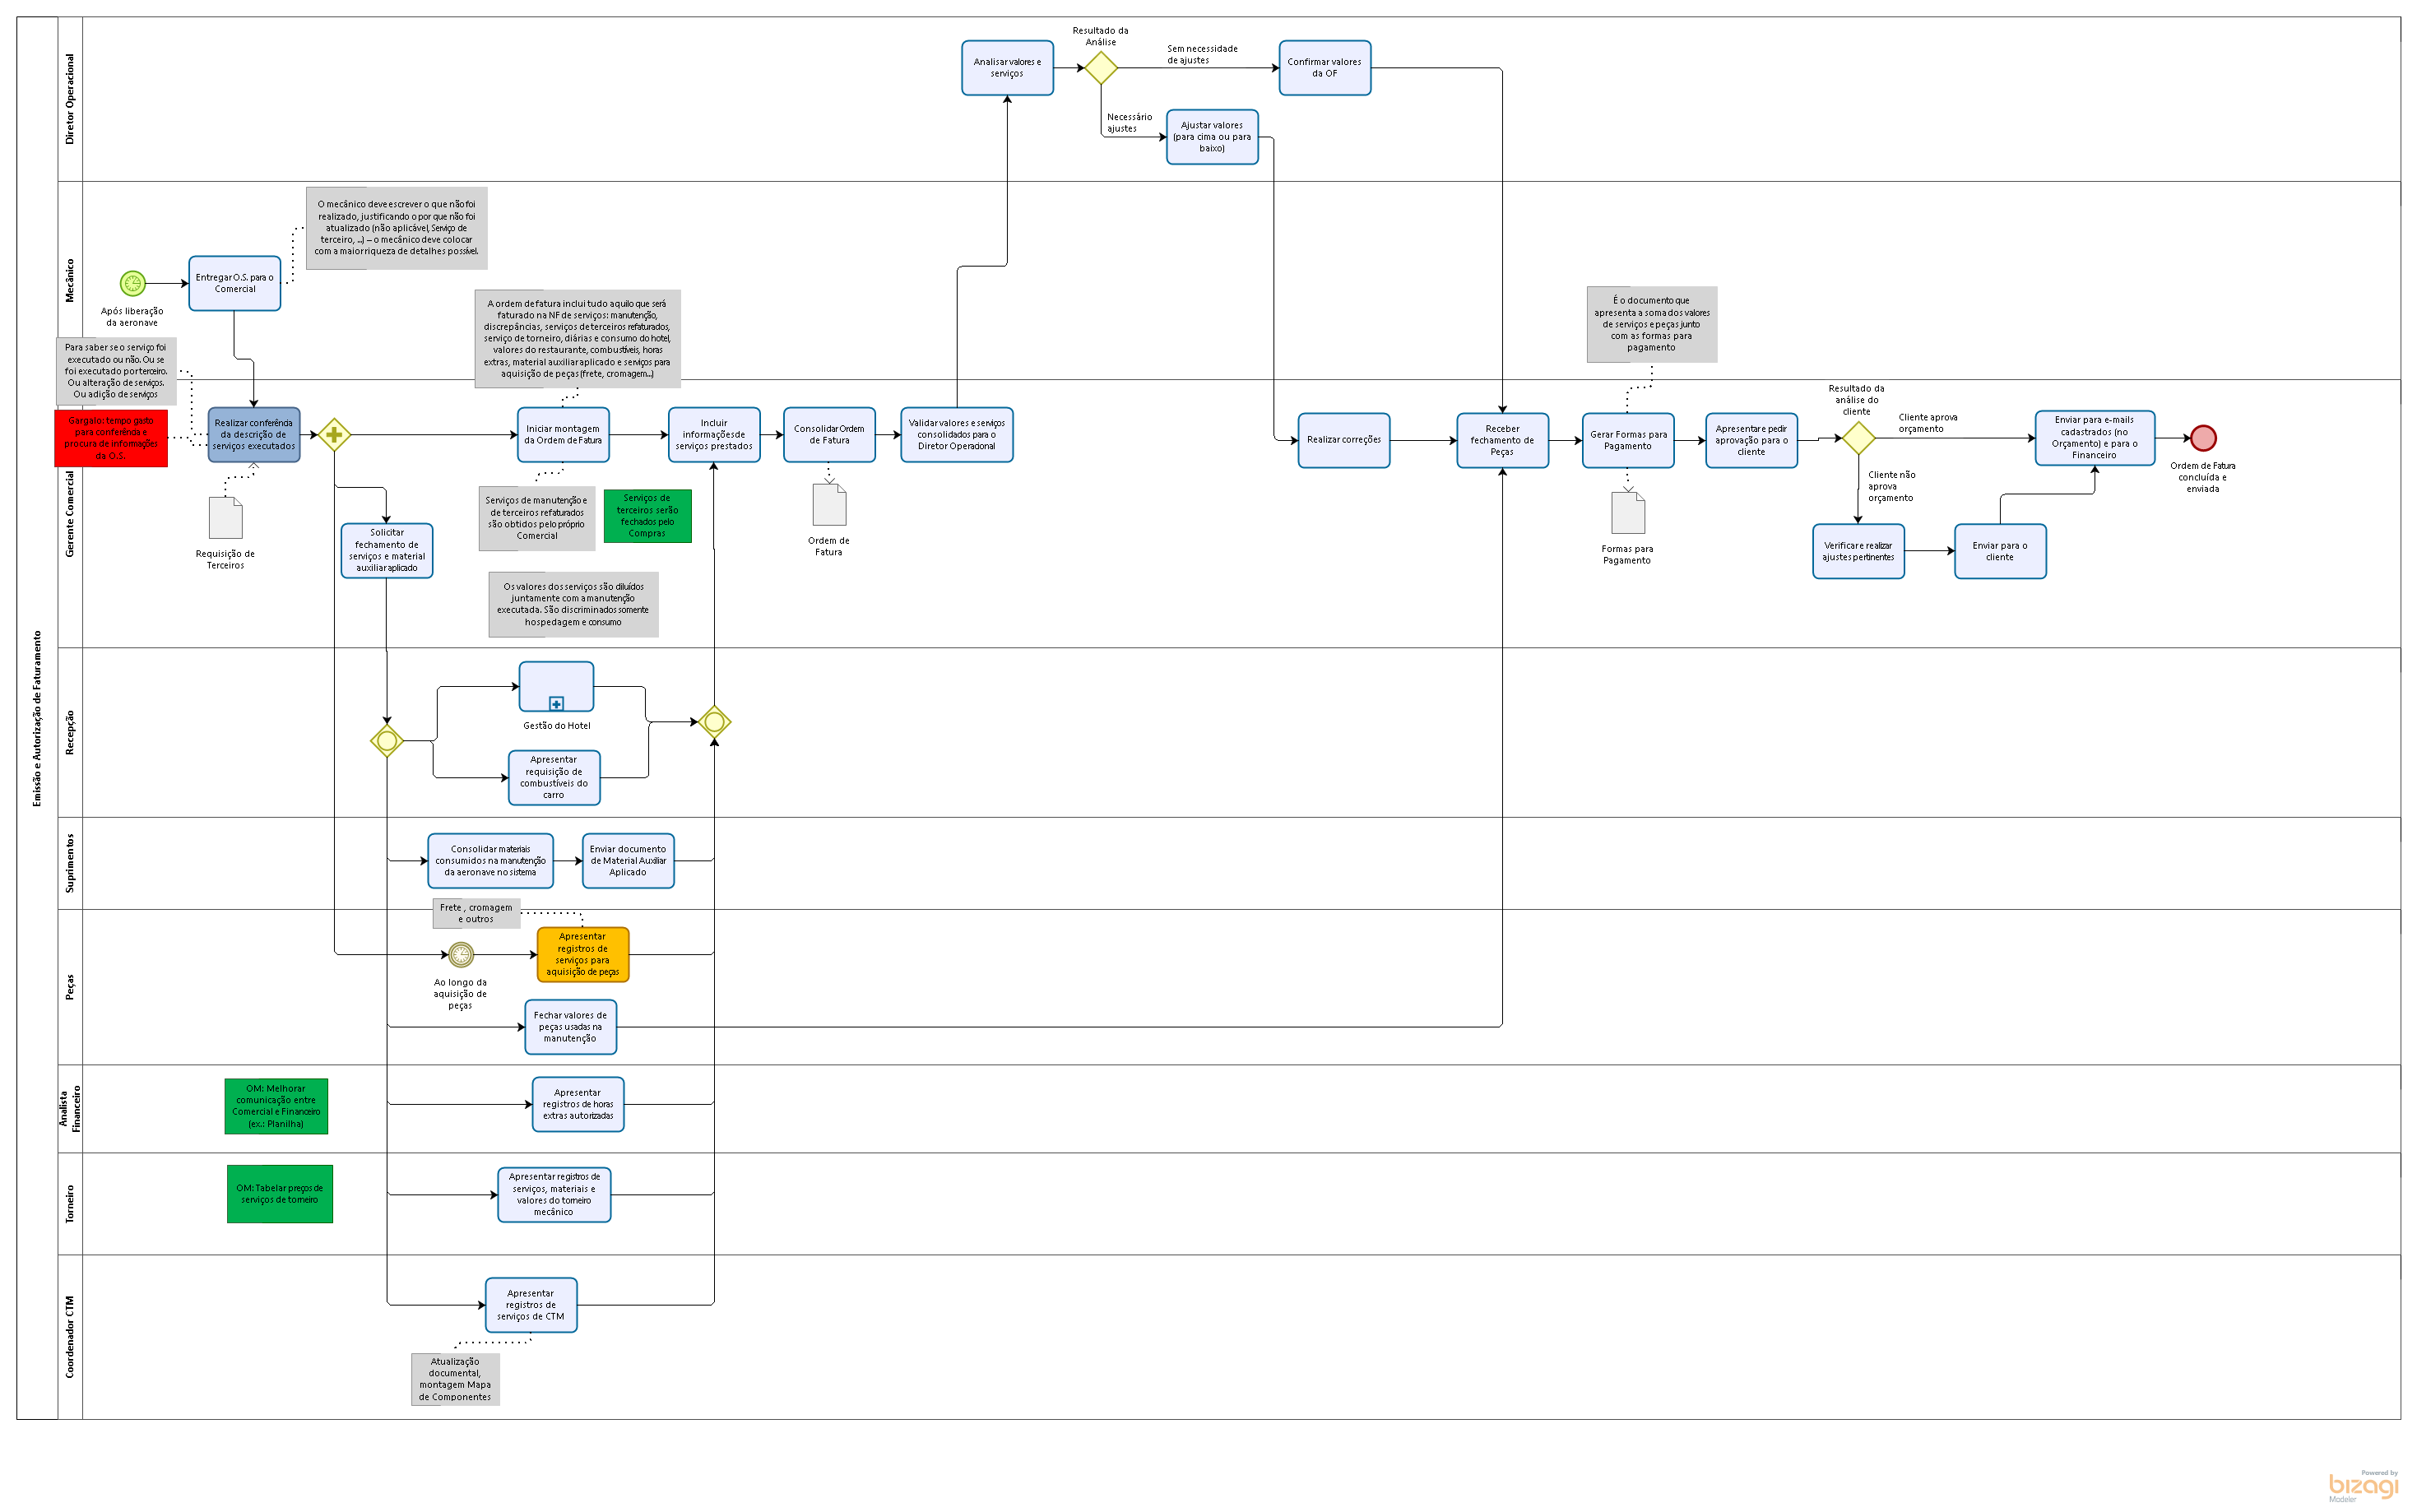 Emissão e Autorização de Faturamento
Diretor Operacional
Analisar valores e
serviços
Resultado da
Análise
Sem necessidade
de ajustes
Confirmar valores
da OF
Necessário
ajustes
Ajustar valores
(para cima ou para
baixo)
Mecânico
O mecânico deve escrever o que não foi
realizado, justificando o por que não foi
atualizado (não aplicável, Serviço de
terceiro, ...) – o mecânico deve colocar
com a maior riqueza de detalhes possível.
Após liberação
da aeronave
Entregar O.S. para o
Comercial
A ordem de fatura inclui tudo aquilo que será
faturado na NF de serviços: manutenção,
discrepâncias, serviços de terceiros refaturados,
serviço de torneiro, diárias e consumo do hotel,
valores do restaurante, combustíveis, horas
extras, material auxiliar aplicado e serviços para
aquisição de peças (frete, cromagem...)
É o documento que
apresenta a soma dos valores
de serviços e peças junto
com as formas para
pagamento
Para saber se o serviço foi
executado ou não. Ou se
foi executado por terceiro.
Ou alteração de serviços.
Ou adição de serviços
Gerente Comercial
Gargalo: tempo gasto
para conferência e
procura de informações
da O.S.
Realizar conferência
da descrição de
serviços executados
Requisição de
Terceiros
Iniciar montagem
da Ordem de Fatura
Incluir
informações de
serviços prestados
Consolidar Ordem
de Fatura
Validar valores e serviços
consolidados para o
Diretor Operacional
Realizar correções
Receber
fechamento de
Peças
Gerar Formas para
Pagamento
Apresentar e pedir
aprovação para o
cliente
Resultado da
análise do
cliente
Cliente aprova
orçamento
Enviar para e-mails
cadastrados (no
Orçamento) e para o
Financeiro
Ordem de Fatura
concluída e
enviada
Cliente não
aprova
orçamento
Verificar e realizar
ajustes pertinentes
Enviar para o
cliente
Solicitar
fechamento de
serviços e material
auxiliar aplicado
Serviços de manutenção e
de terceiros refaturados
são obtidos pelo próprio
Comercial
Serviços de
terceiros serão
fechados pelo
Compras
Ordem de
Fatura
Formas para
Pagamento
Os valores dos serviços são diluídos
juntamente com a manutenção
executada. São discriminados somente
hospedagem e consumo
Recepção
Gestão do Hotel
Apresentar
requisição de
combustíveis do
carro
Suprimentos
Consolidar materiais
consumidos na manutenção
da aeronave no sistema
Enviar documento
de Material Auxiliar
Aplicado
Peças
Frete , cromagem
e outros
Ao longo da
aquisição de
peças
Apresentar
registros de
serviços para
aquisição de peças
Fechar valores de
peças usadas na
manutenção
Analista
Financeiro
OM: Melhorar
comunicação entre
Comercial e Financeiro
(ex.: Planilha)
Apresentar
registros de horas
extras autorizadas
Torneiro
OM: Tabelar preços de
serviços de torneiro
Apresentar registros de
serviços, materiais e
valores do torneiro
mecânico
Coordenador CTM
Apresentar
registros de
serviços de CTM
Atualização
documental,
montagem Mapa
de Componentes
Powered by
bizagi
Modeler